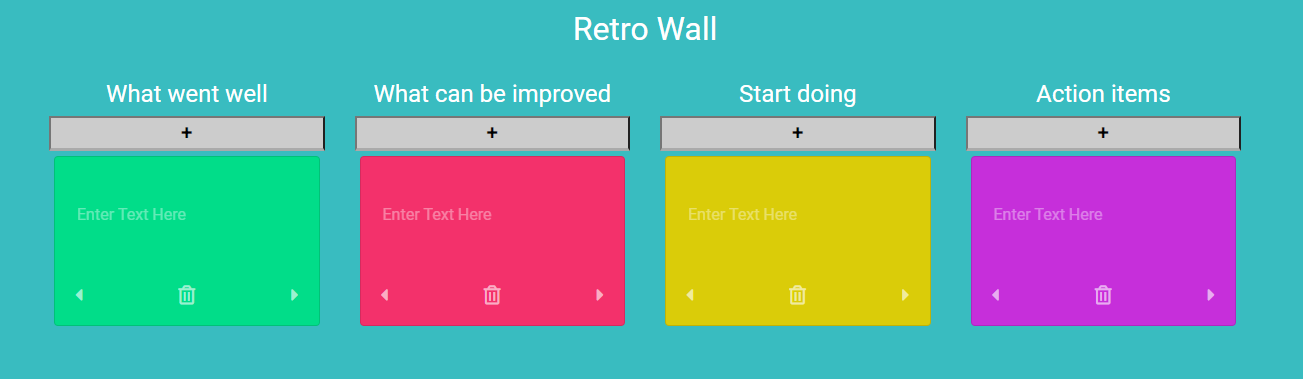 Retro Wall
What went well
What can be improved
Start doing
Action items
+
+
+
+
Enter Text Here
Enter Text Here
Enter Text Here
Enter Text Here